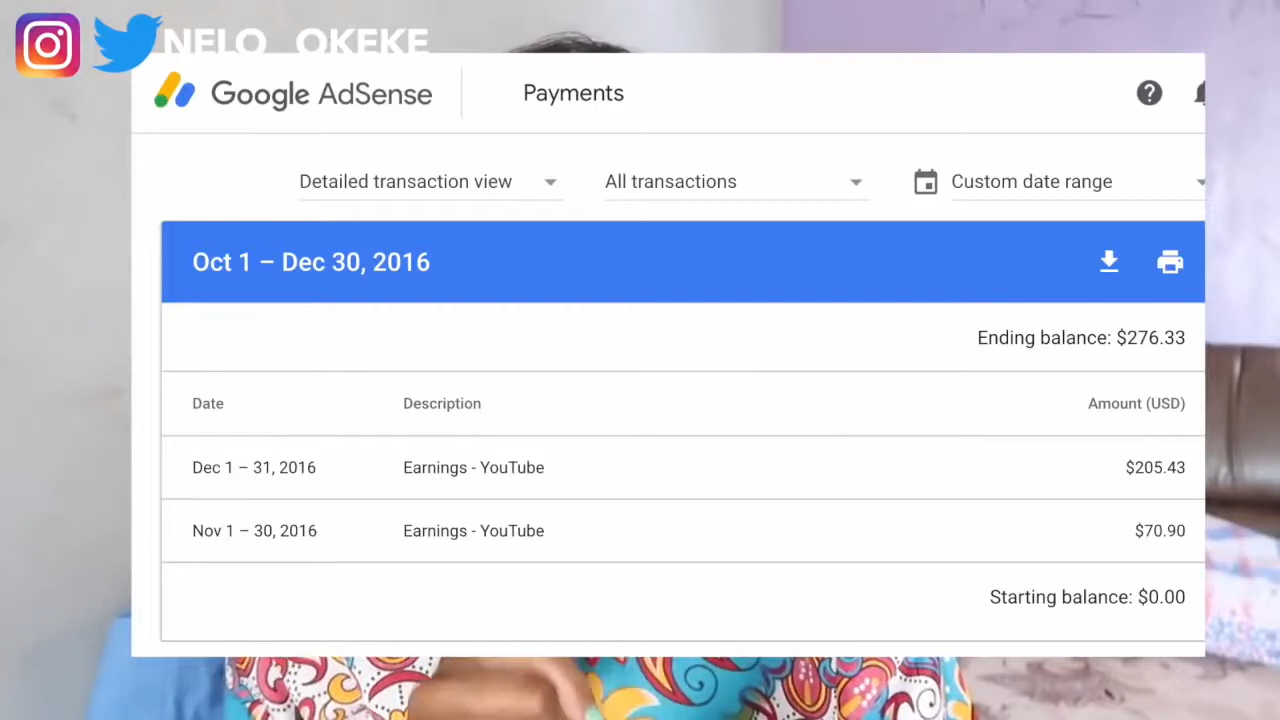 NELO_OKEKE
Google AdSense
Payments
Detailed transaction view
All transactions
Custom date range
Oct 1 – Dec 30, 2016
Ending balance: $276.33
Date Description Amount (USD)
Dec 1 – 31, 2016 Earnings - YouTube $205.43
Nov 1 – 30, 2016 Earnings - YouTube $70.90
Starting balance: $0.00